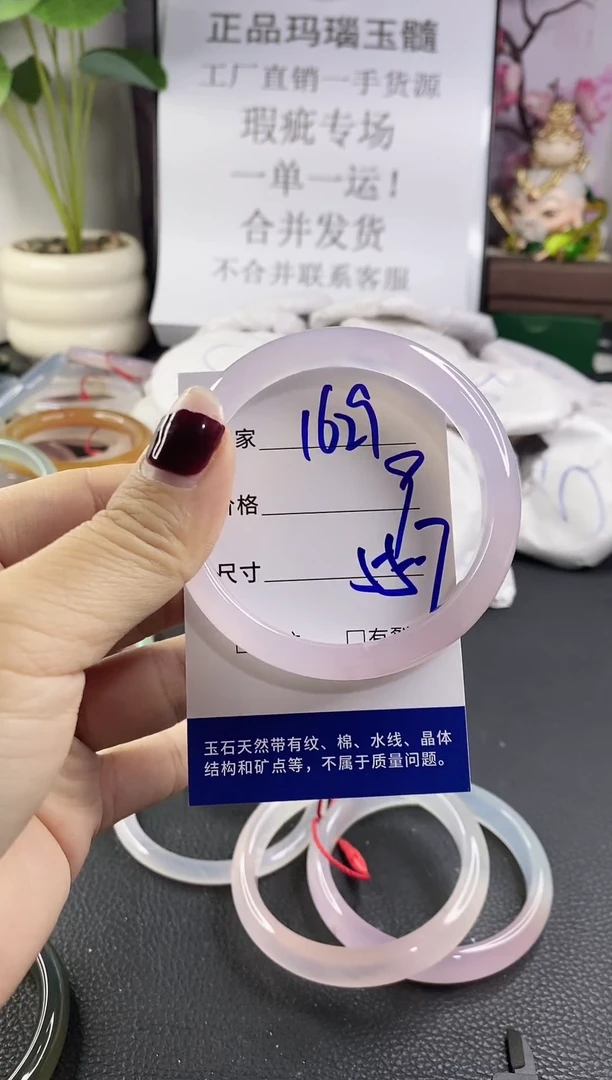 正品玛瑙玉髓
工厂直销一手货源
瑕疵专场
一单一运!
合并发货
不合并联系客服
家 1629
价格
尺寸
有裂
玉石天然带有纹、棉、水线、晶体
结构和矿点等，不属于质量问题。